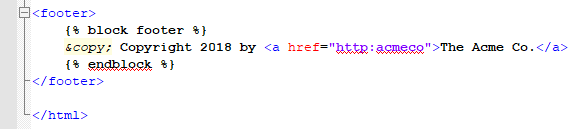 <footer>
{% block footer %}
&copy; Copyright 2018 by <a href="http:acmeco">The Acme Co.</a>
{% endblock %}
</footer>
</html>